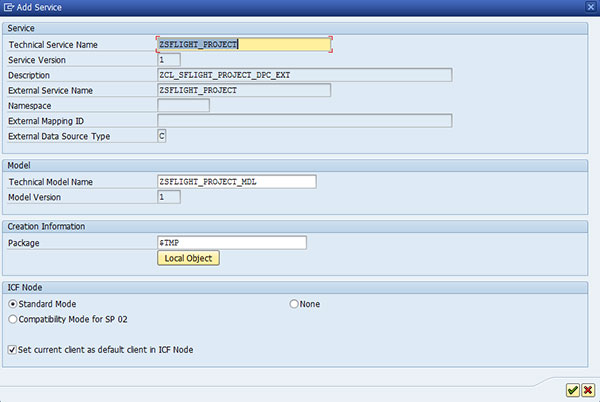 Add Service
Service
Technical Service Name ZSFLIGHT_PROJECT
Service Version 1
Description ZCL_SFLIGHT_PROJECT_DPC_EXT
External Service Name ZSFLIGHT_PROJECT
Namespace
External Mapping ID
External Data Source Type C
Model
Technical Model Name ZSFLIGHT_PROJECT_MDL
Model Version 1
Creation Information
Package $TMP
Local Object
ICF Node
Standard Mode None
Compatibility Mode for SP 02
Set current client as default client in ICF Node